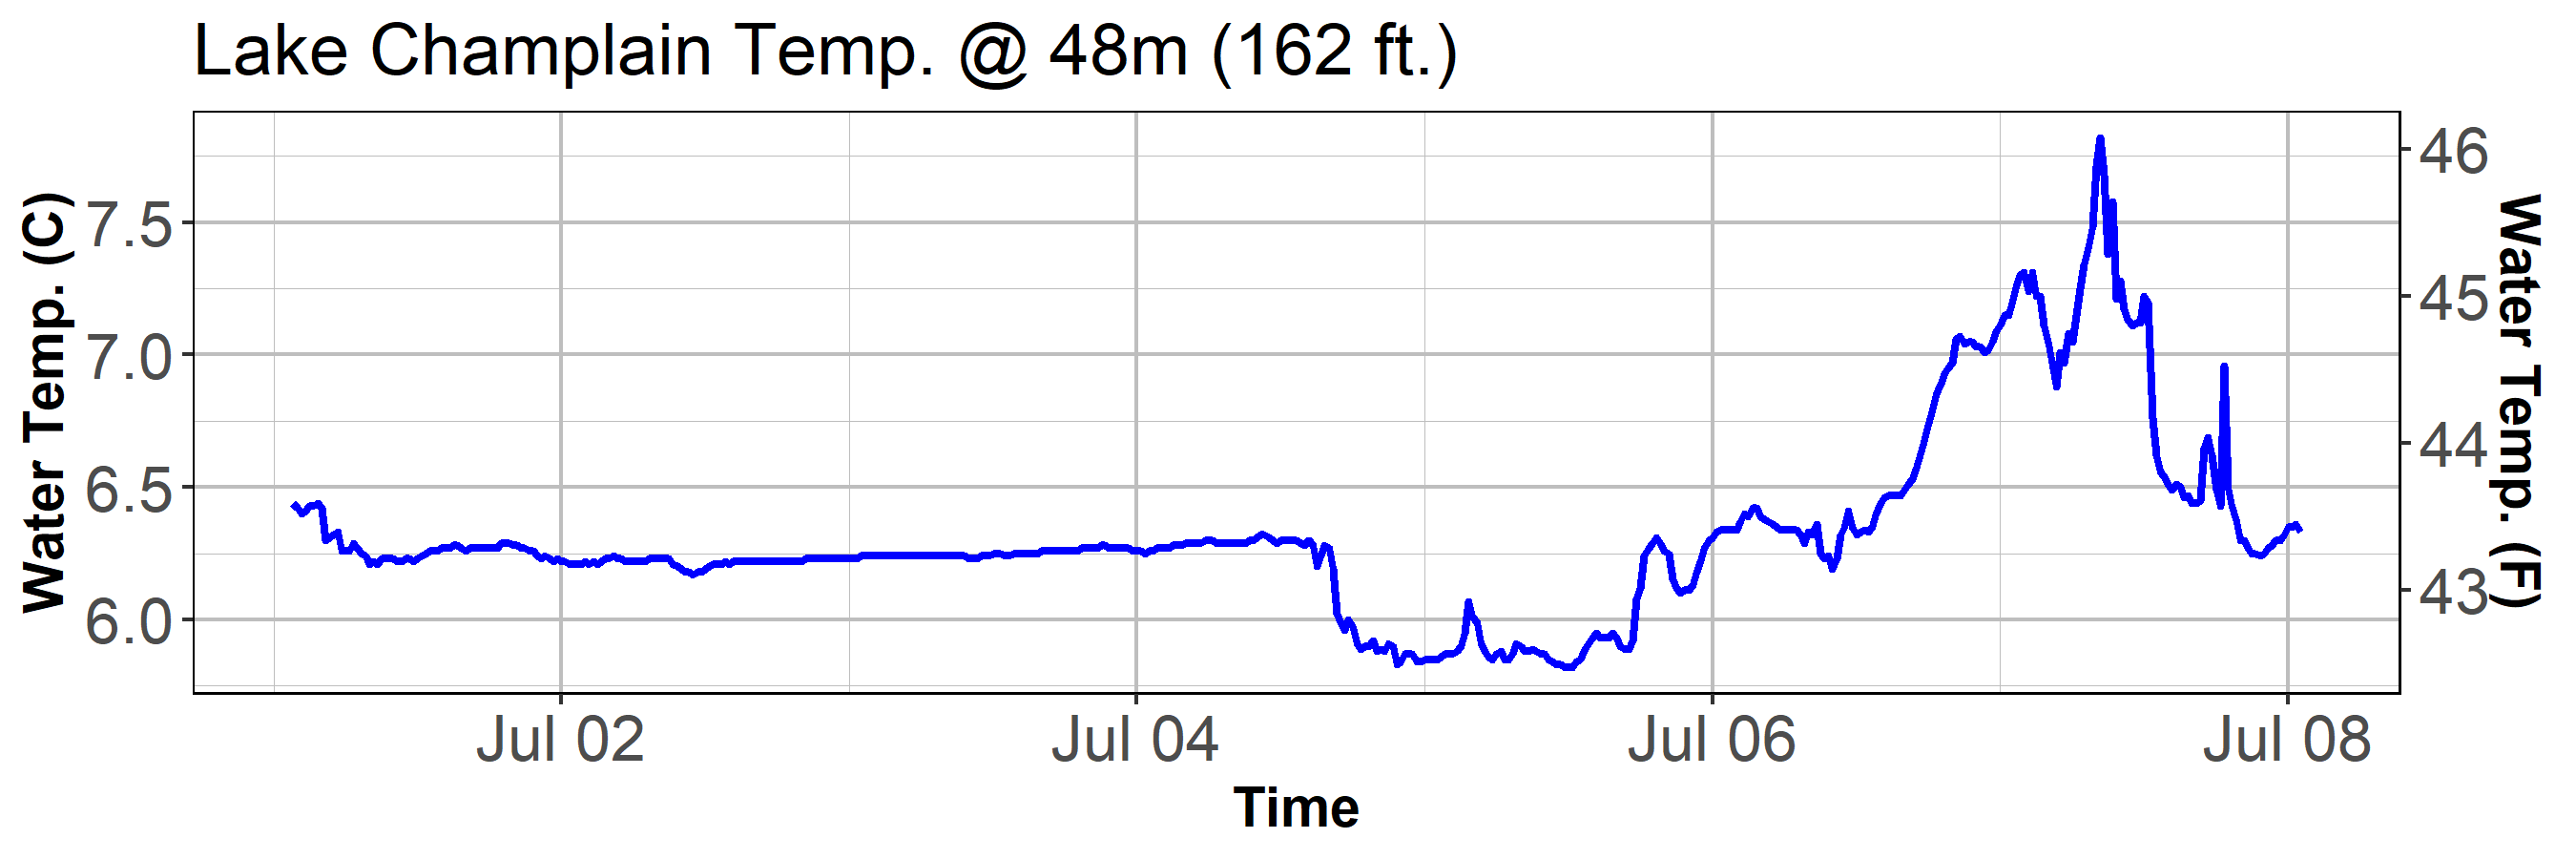 Lake Champlain Temp. @ 48m (162 ft.)
Water Temp. (C)
7.5
7.0
6.5
6.0
46
45
44
43
Water Temp. (F)
Jul 02 Jul 04 Jul 06 Jul 08
Time